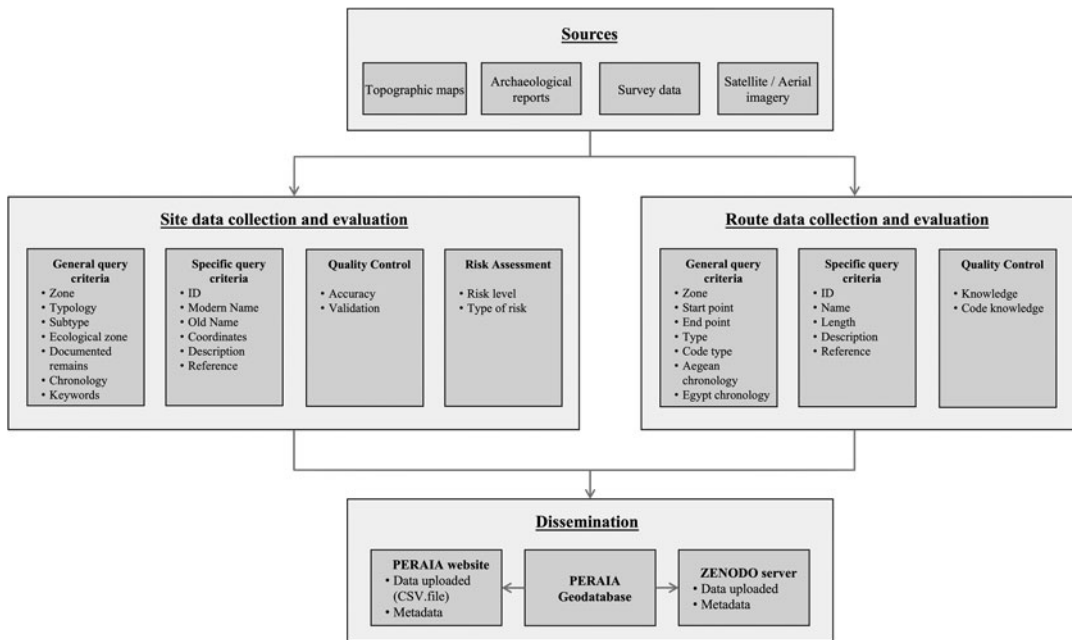 Sources
Topographic maps
Archaeological
reports
Survey data
Satellite / Aerial
imagery
Site data collection and evaluation
General query
criteria
• Zone
• Typology
• Subtype
• Ecological zone
• Documented
remains
• Chronology
• Keywords
Specific query
criteria
• ID
• Modern Name
• Old Name
• Coordinates
• Description
• Reference
Quality Control
• Accuracy
• Validation
Risk Assessment
• Risk level
• Type of risk
Route data collection and evaluation
General query
criteria
• Zone
• Start point
• End point
• Type
• Code type
• Aegean
chronology
• Egypt chronology
Specific query
criteria
• ID
• Name
• Length
• Description
• Reference
Quality Control
• Knowledge
• Code knowledge
Dissemination
PERAIA website
• Data uploaded
(CSV.file)
• Metadata
PERAIA
Geodatabase
ZENODO server
• Data uploaded
• Metadata